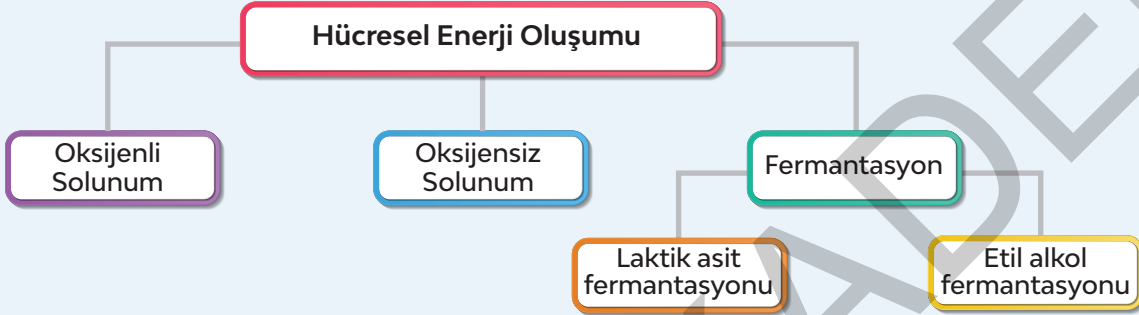 Hücresel Enerji Oluşumu
Oksijenli
Solunum
Oksijensiz
Solunum
Fermantasyon
Laktik asit
fermantasyonu
Etil alkol
fermantasyonu